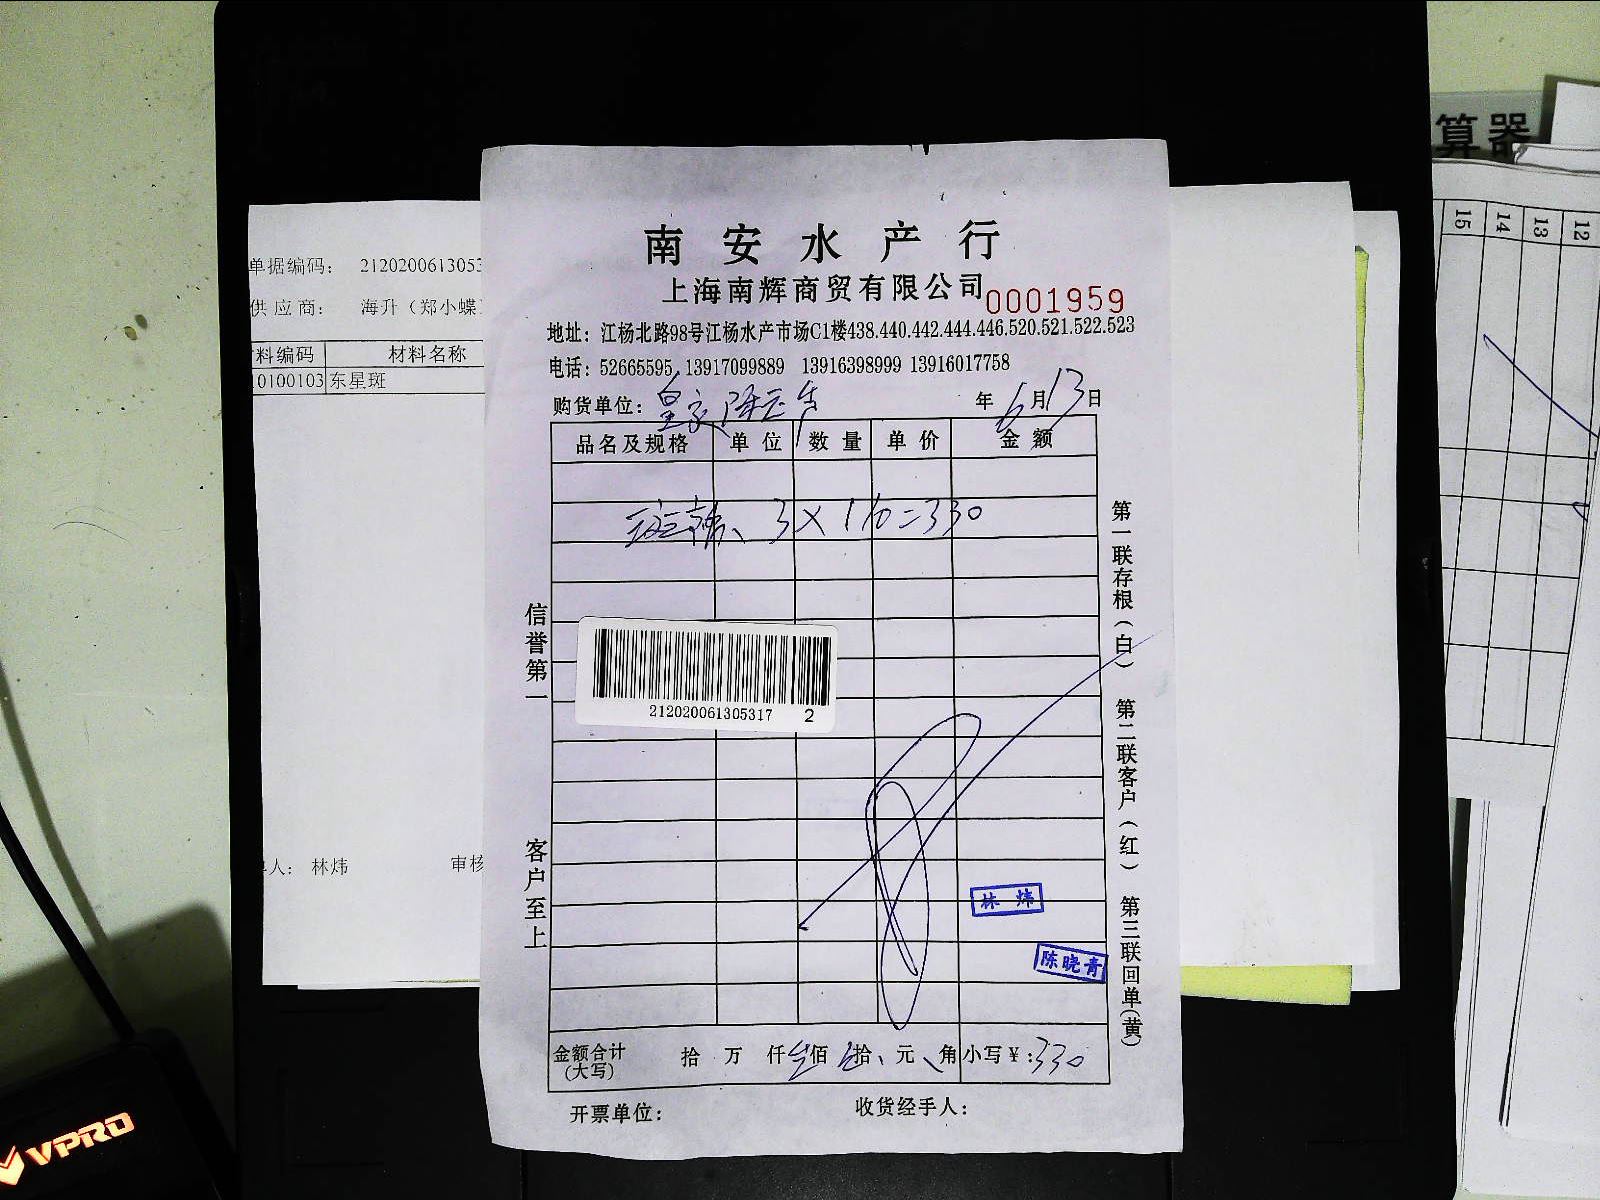 算器
15 14 13 12
单据编码： 2120200613053
供应商： 海升（郑小蝶）
料编码 材料名称
10100103 东星斑
人： 林炜 审核
南安水产行
上海南辉商贸有限公司 0001959
地址：江杨北路98号江杨水产市场C1楼438.440.442.444.446.520.521.522.523
电话：52665595 13917099889 13916398999 13916017758
购货单位：皇家 年6月13日
品名及规格 单位 数量 单价 金额
3×110=330
信誉第一
客户至上
212020061305317 2
林炜
陈晓青
第一联存根（白） 第二联客户（红） 第三联回单（黄）
金额合计（大写） 拾 万 仟 叁佰 叁拾 元 角 小写￥：330
开票单位： 收货经手人：
VPRO